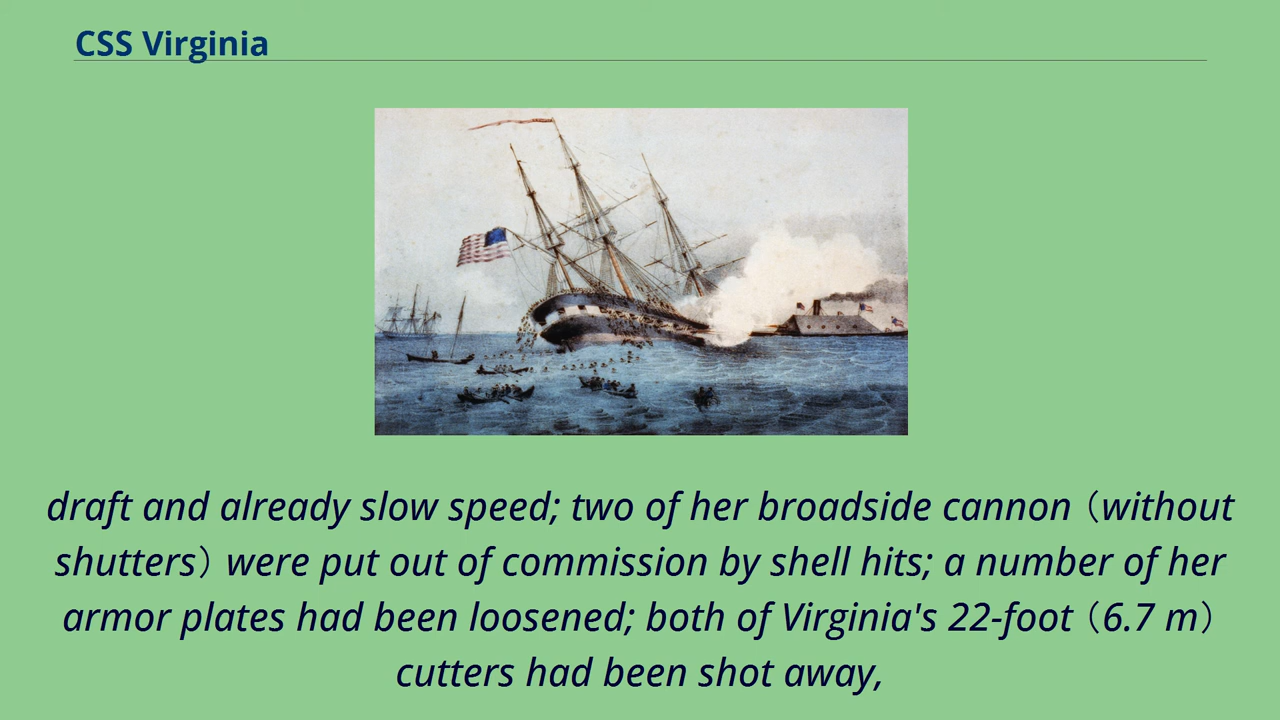 CSS Virginia
draft and already slow speed; two of her broadside cannon (without
shutters) were put out of commission by shell hits; a number of her
armor plates had been loosened; both of Virginia's 22-foot (6.7 m)
cutters had been shot away,